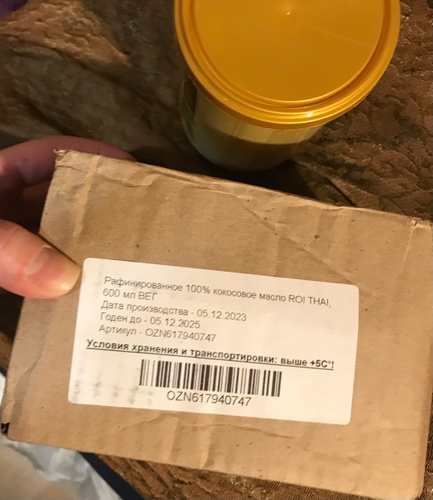 Рафинированное 100% кокосовое масло ROI THAI,
600 мл ВЕГ
Дата производства - 05.12.2023
Годен до - 05.12.2025
Артикул - OZN617940747
Условия хранения и транспортировки: выше +5C°!
OZN617940747